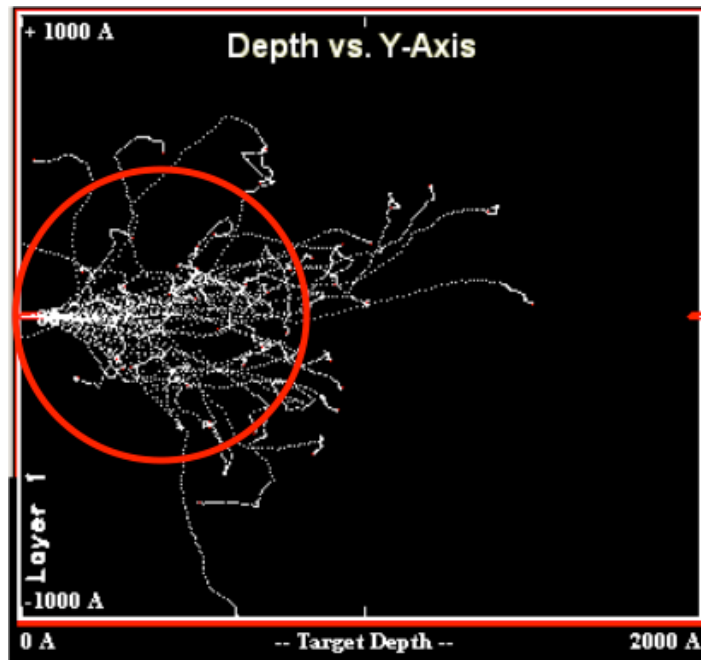 + 1000 A
Depth vs. Y-Axis
Layer 1
-1000 A
0 A
-- Target Depth --
2000 A